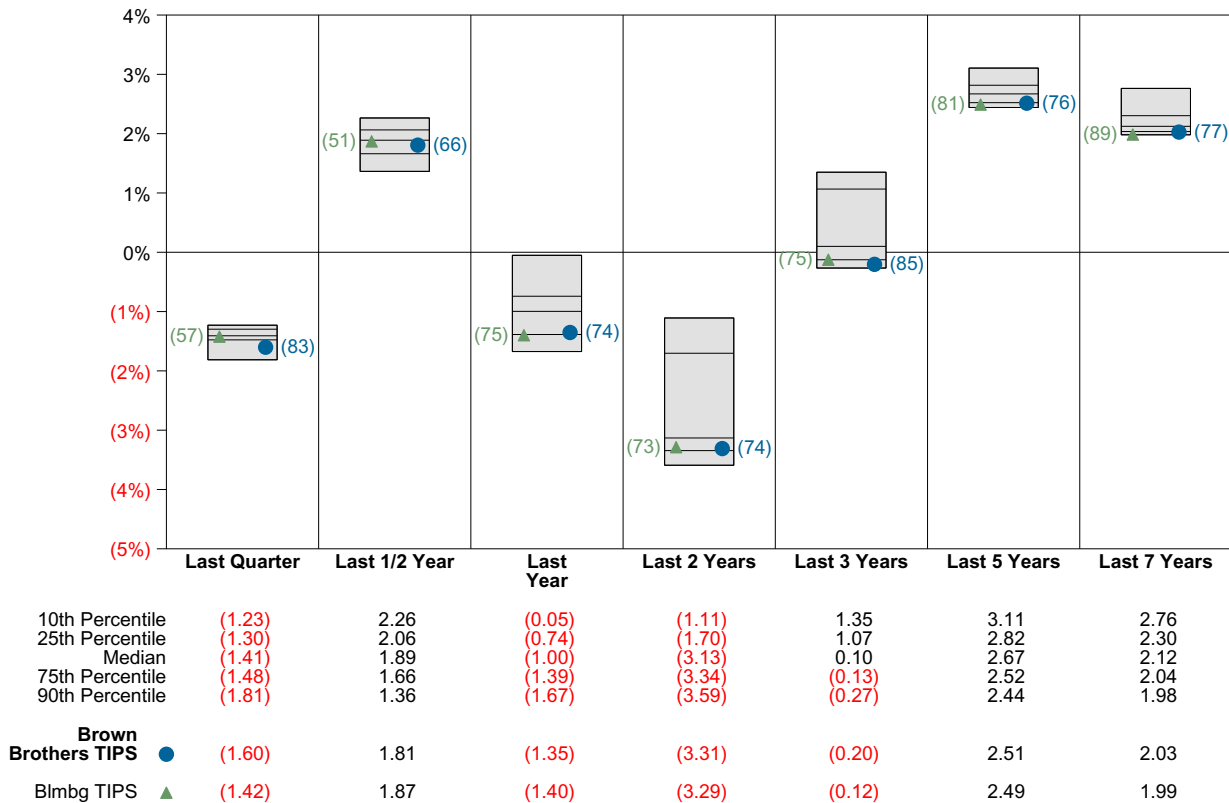 4%
3%
2%
1%
0%
(1%)
(2%)
(3%)
(4%)
(5%)
(57) (83)
(51) (66)
(75) (74)
(73) (74)
(75) (85)
(81) (76)
(89) (77)
Last Quarter Last 1/2 Year Last Last 2 Years Last 3 Years Last 5 Years Last 7 Years
Year
10th Percentile (1.23) 2.26 (0.05) (1.11) 1.35 3.11 2.76
25th Percentile (1.30) 2.06 (0.74) (1.70) 1.07 2.82 2.30
Median (1.41) 1.89 (1.00) (3.13) 0.10 2.67 2.12
75th Percentile (1.48) 1.66 (1.39) (3.34) (0.13) 2.52 2.04
90th Percentile (1.81) 1.36 (1.67) (3.59) (0.27) 2.44 1.98
Brown
Brothers TIPS (1.60) 1.81 (1.35) (3.31) (0.20) 2.51 2.03
Blmbg TIPS (1.42) 1.87 (1.40) (3.29) (0.12) 2.49 1.99